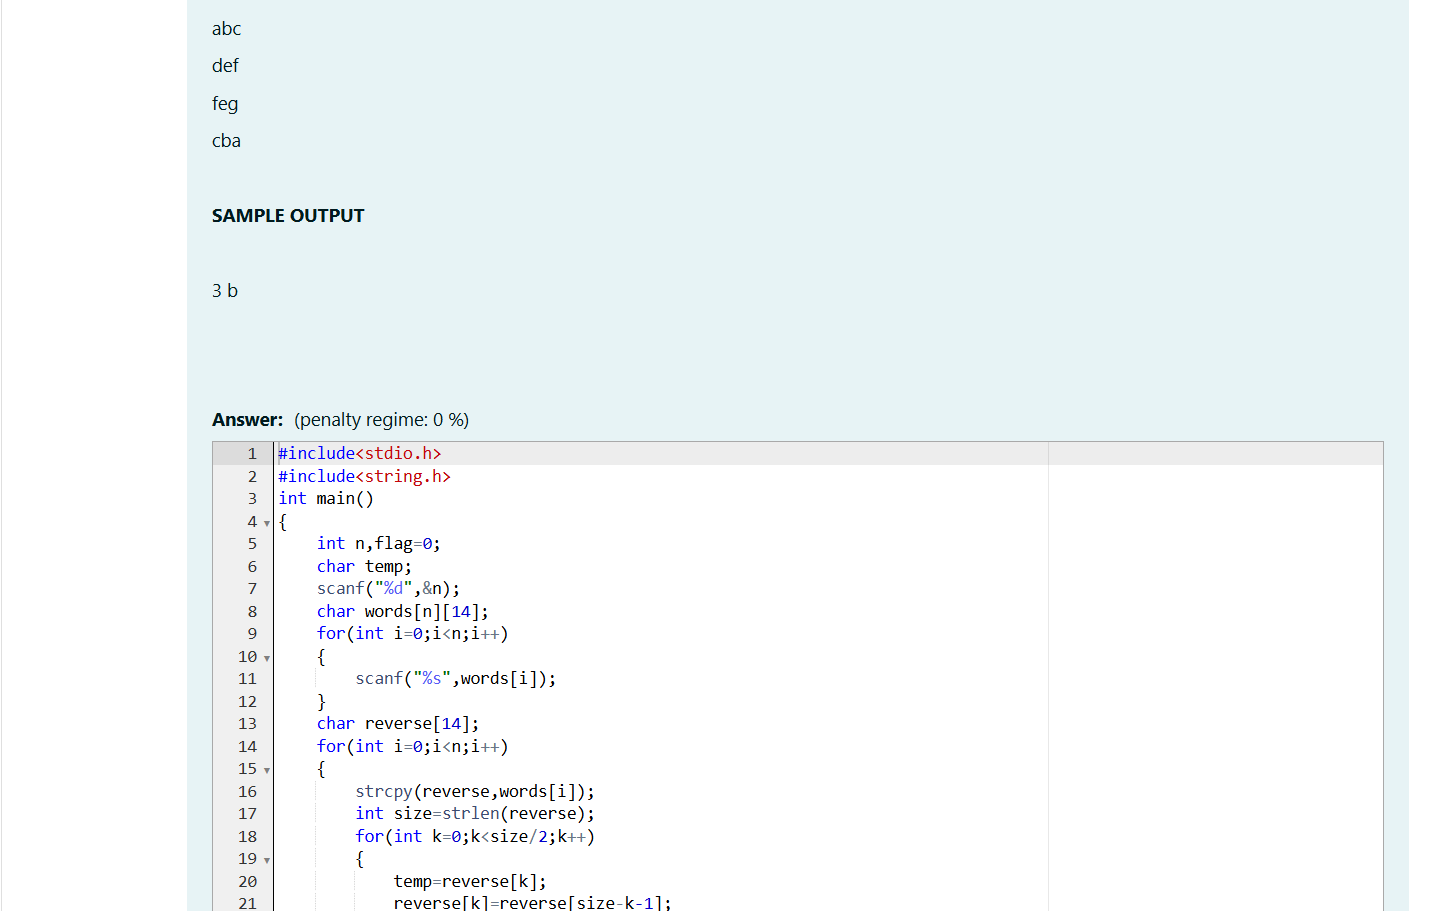 abc
def
feg
cba
SAMPLE OUTPUT
3 b
Answer: (penalty regime: 0 %)
1 #include<stdio.h>
2 #include<string.h>
3 int main()
4 {
5     int n,flag=0;
6     char temp;
7     scanf("%d",&n);
8     char words[n][14];
9     for(int i=0;i<n;i++)
10     {
11         scanf("%s",words[i]);
12     }
13     char reverse[14];
14     for(int i=0;i<n;i++)
15     {
16         strcpy(reverse,words[i]);
17         int size=strlen(reverse);
18         for(int k=0;k<size/2;k++)
19         {
20             temp=reverse[k];
21             reverse[k]=reverse[size-k-1];